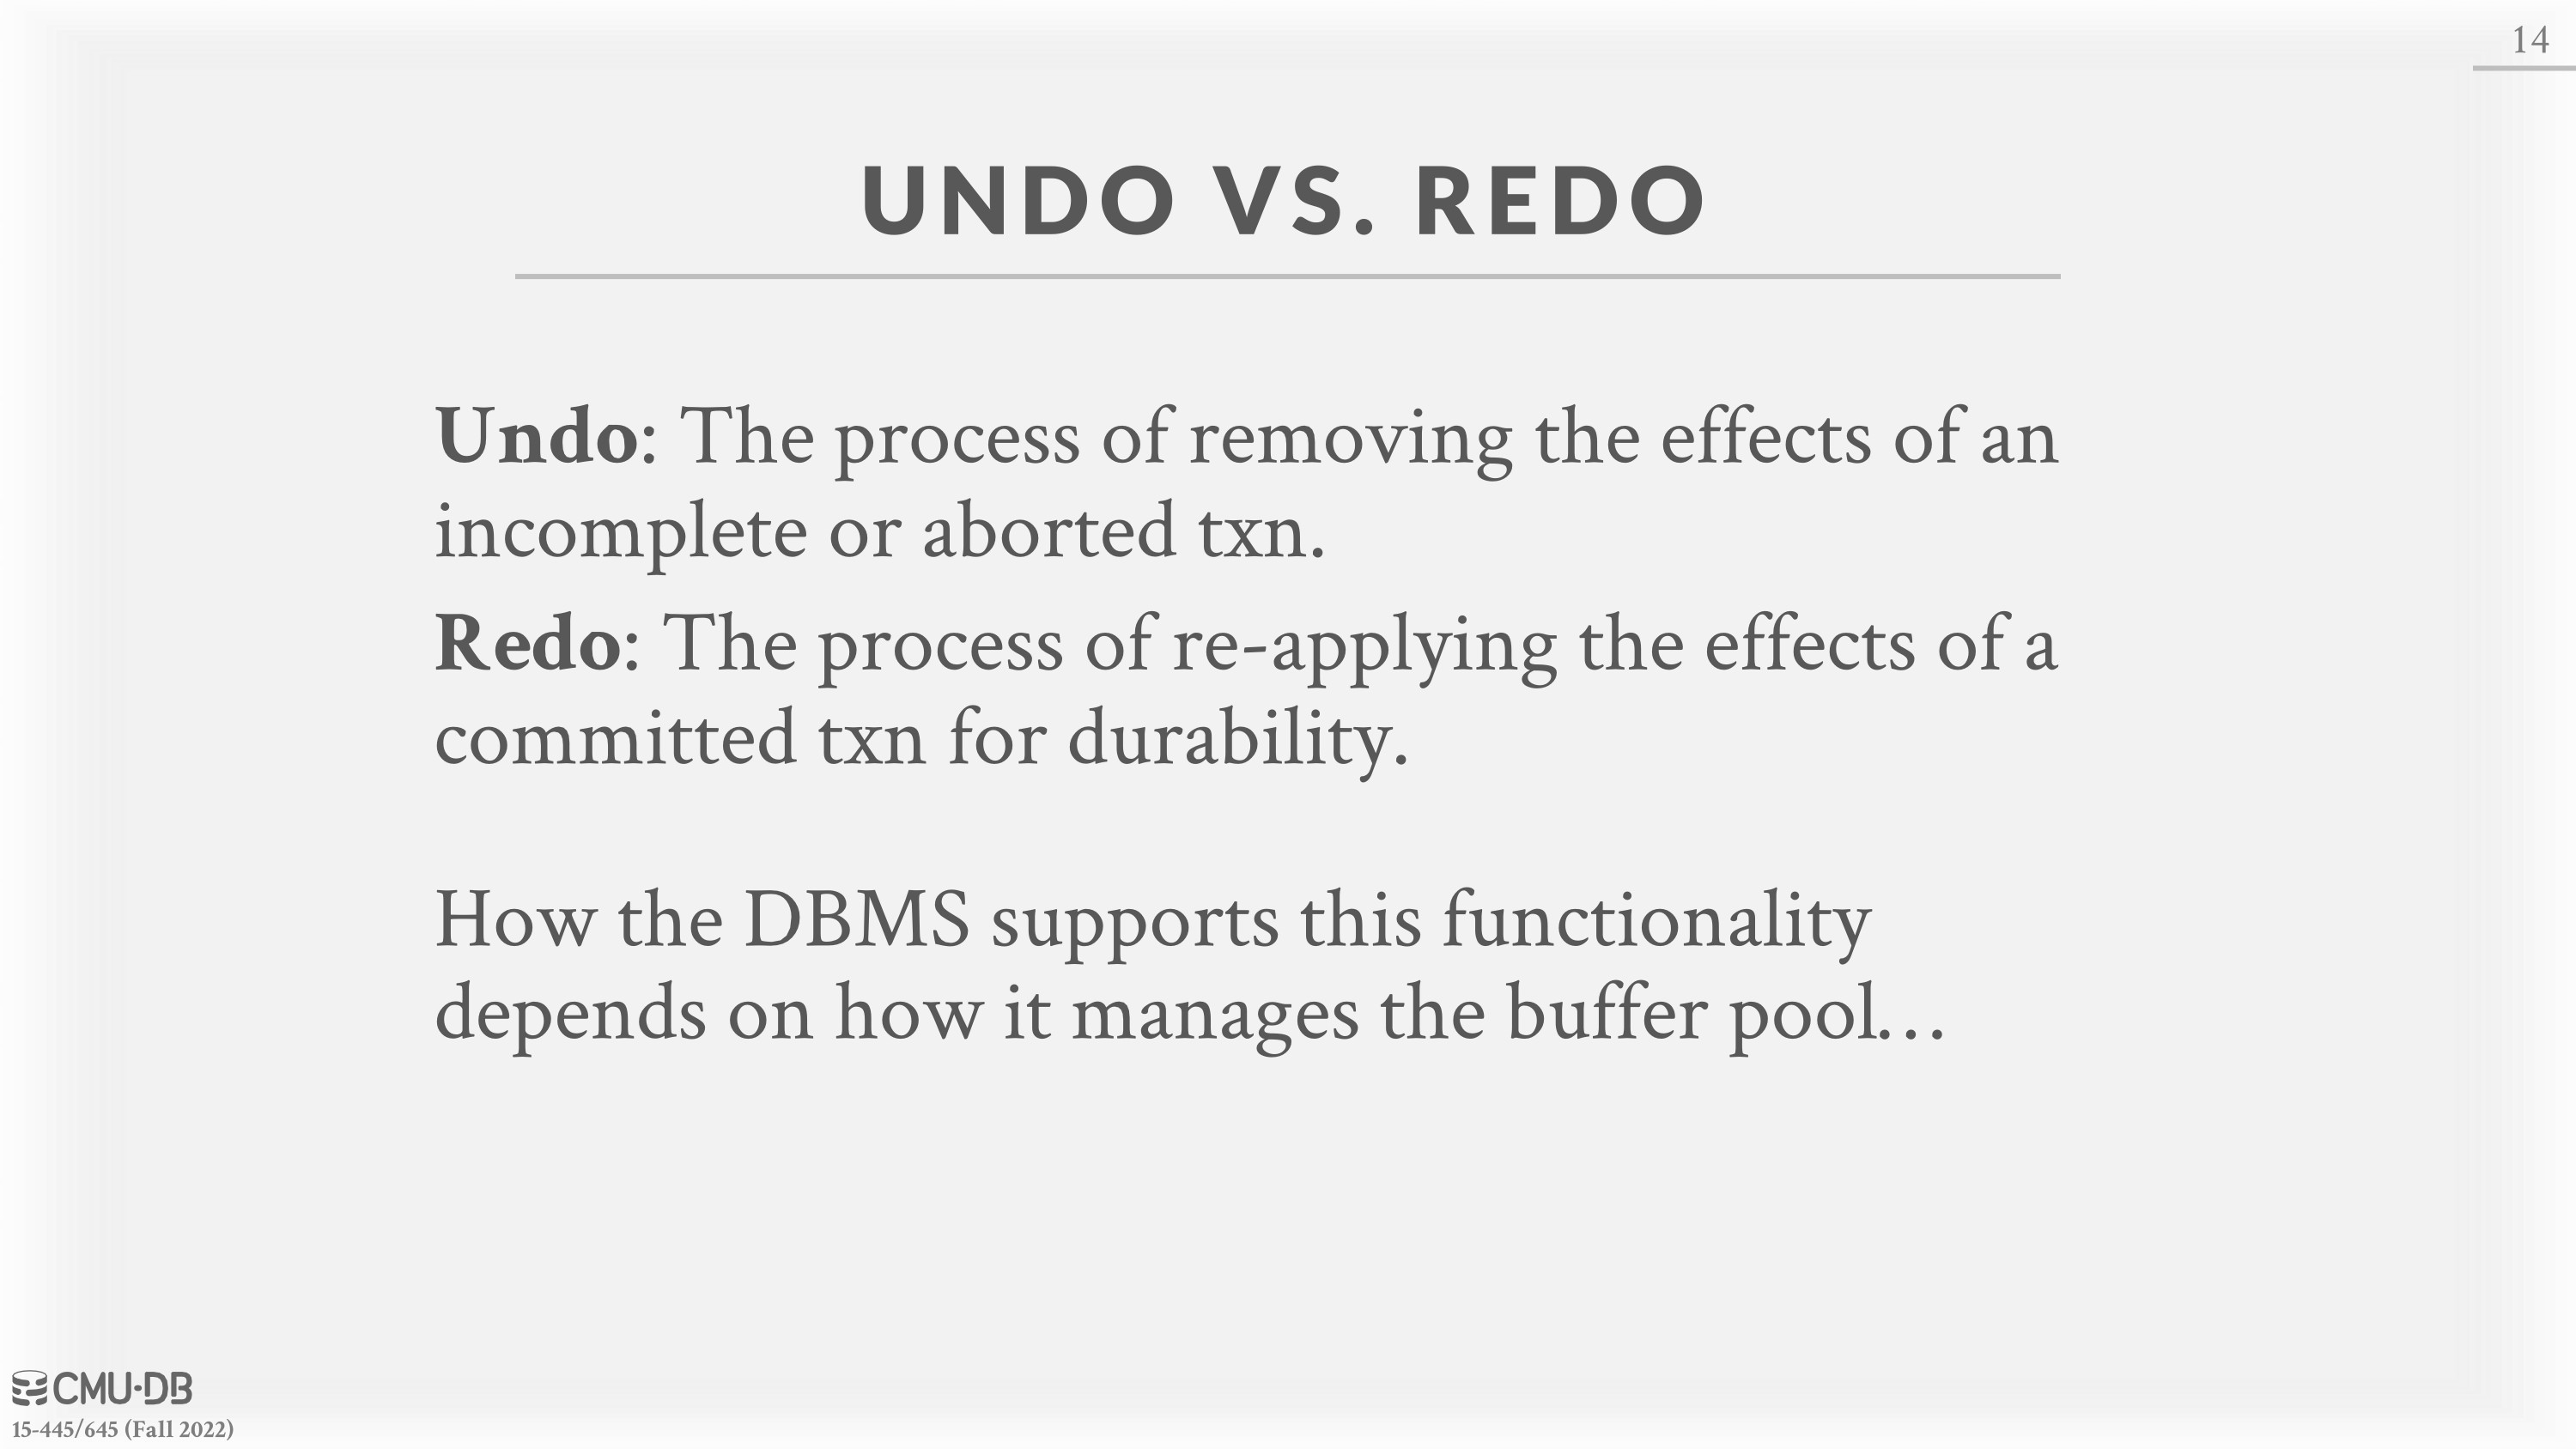 14
UNDO VS. REDO
Undo: The process of removing the effects of an
incomplete or aborted txn.
Redo: The process of re-applying the effects of a
committed txn for durability.
How the DBMS supports this functionality
depends on how it manages the buffer pool…
CMU·DB
15-445/645 (Fall 2022)